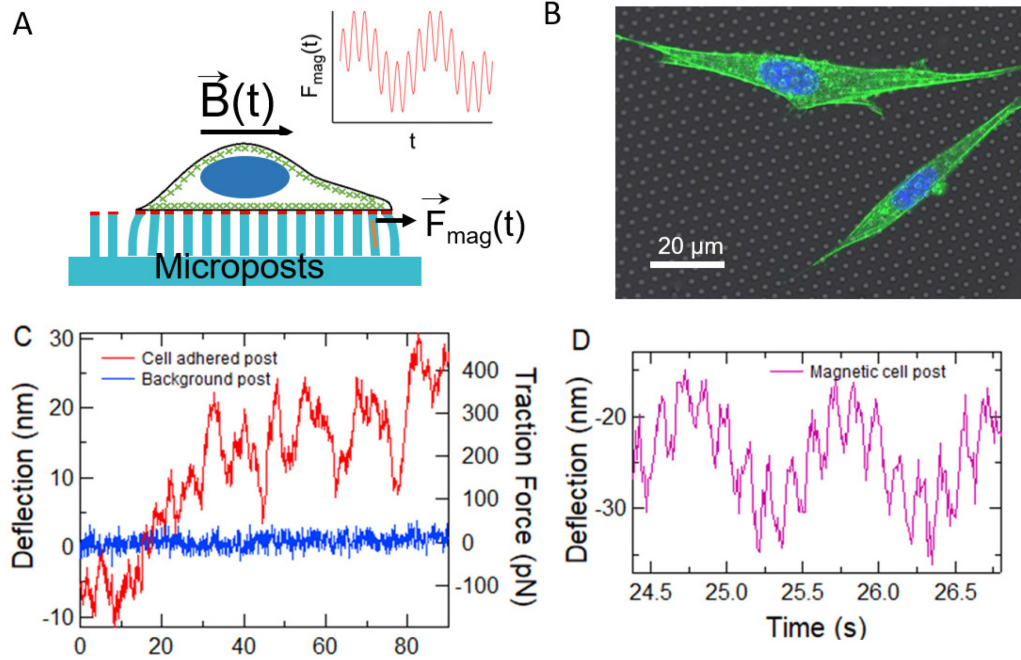 A
B
F_mag(t)
t
B(t)
F_mag(t)
Microposts
20 µm
C
Cell adhered post
Background post
Deflection (nm)
Traction Force (pN)
30
20
10
0
-10
400
300
200
100
0
-100
0 20 40 60 80
D
Magnetic cell post
Deflection (nm)
-20
-30
24.5 25.0 25.5 26.0 26.5
Time (s)